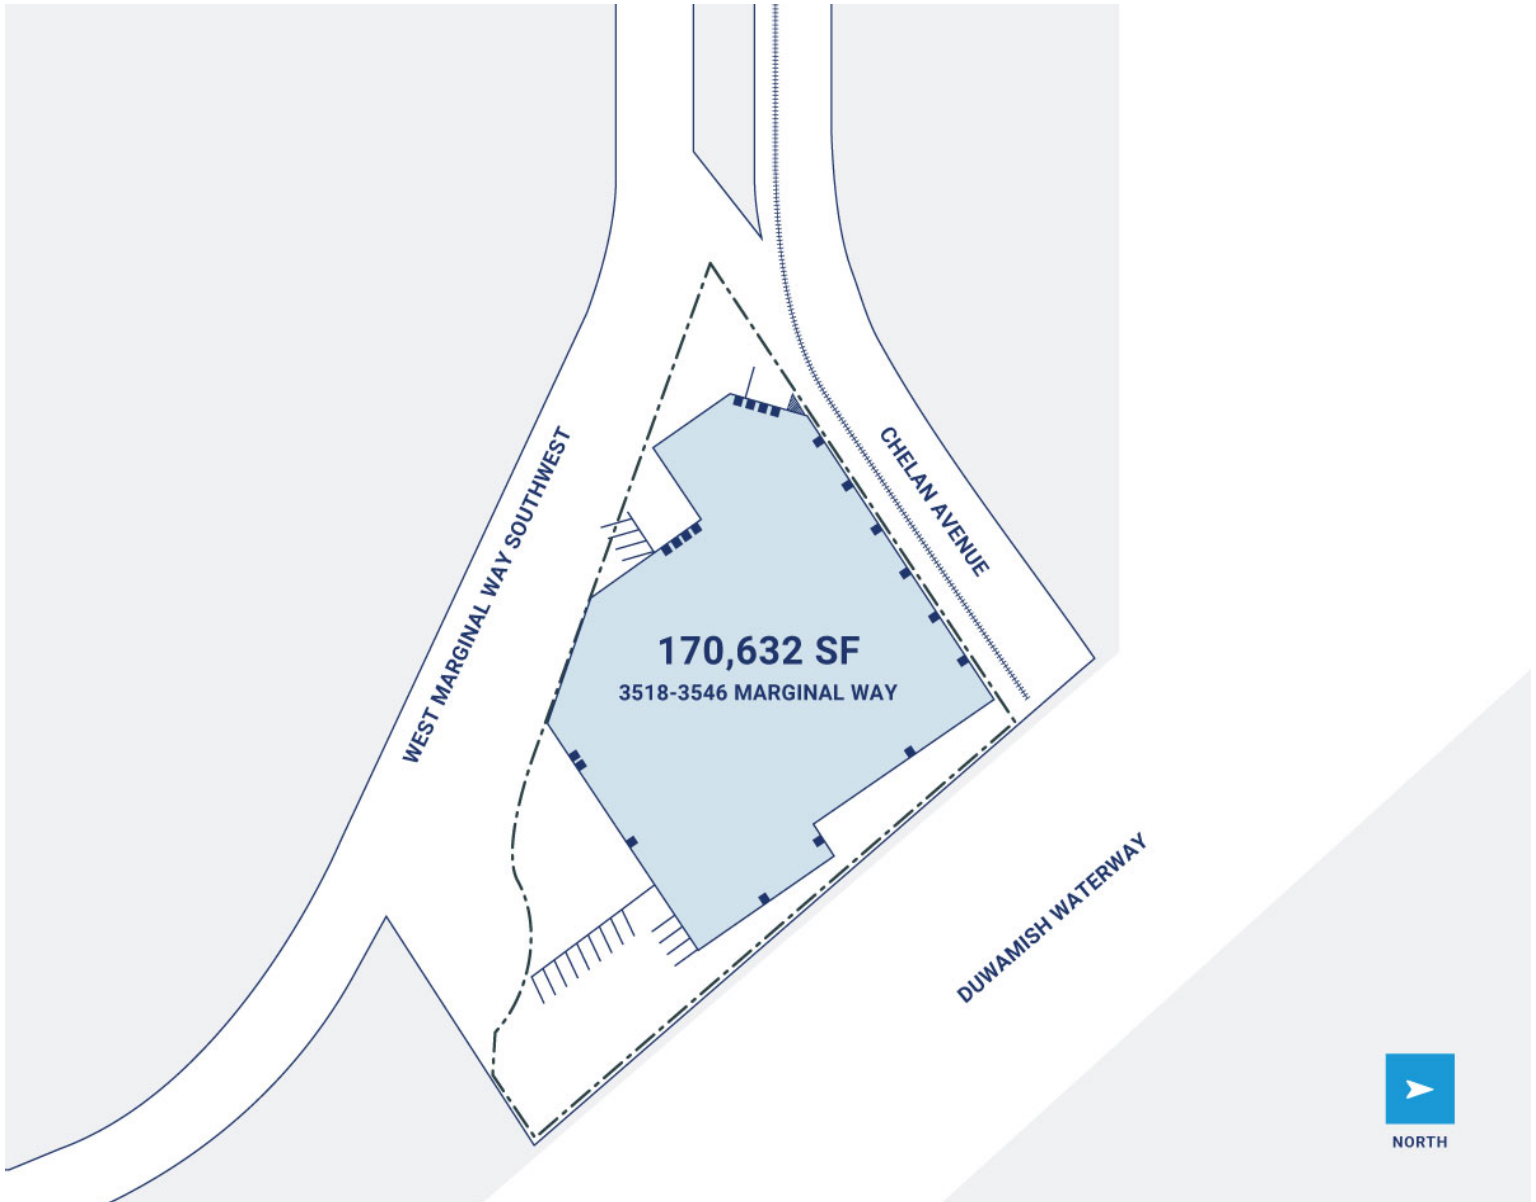 CHELAN AVENUE
WEST MARGINAL WAY SOUTHWEST
170,632 SF
3518-3546 MARGINAL WAY
DUWAMISH WATERWAY
NORTH